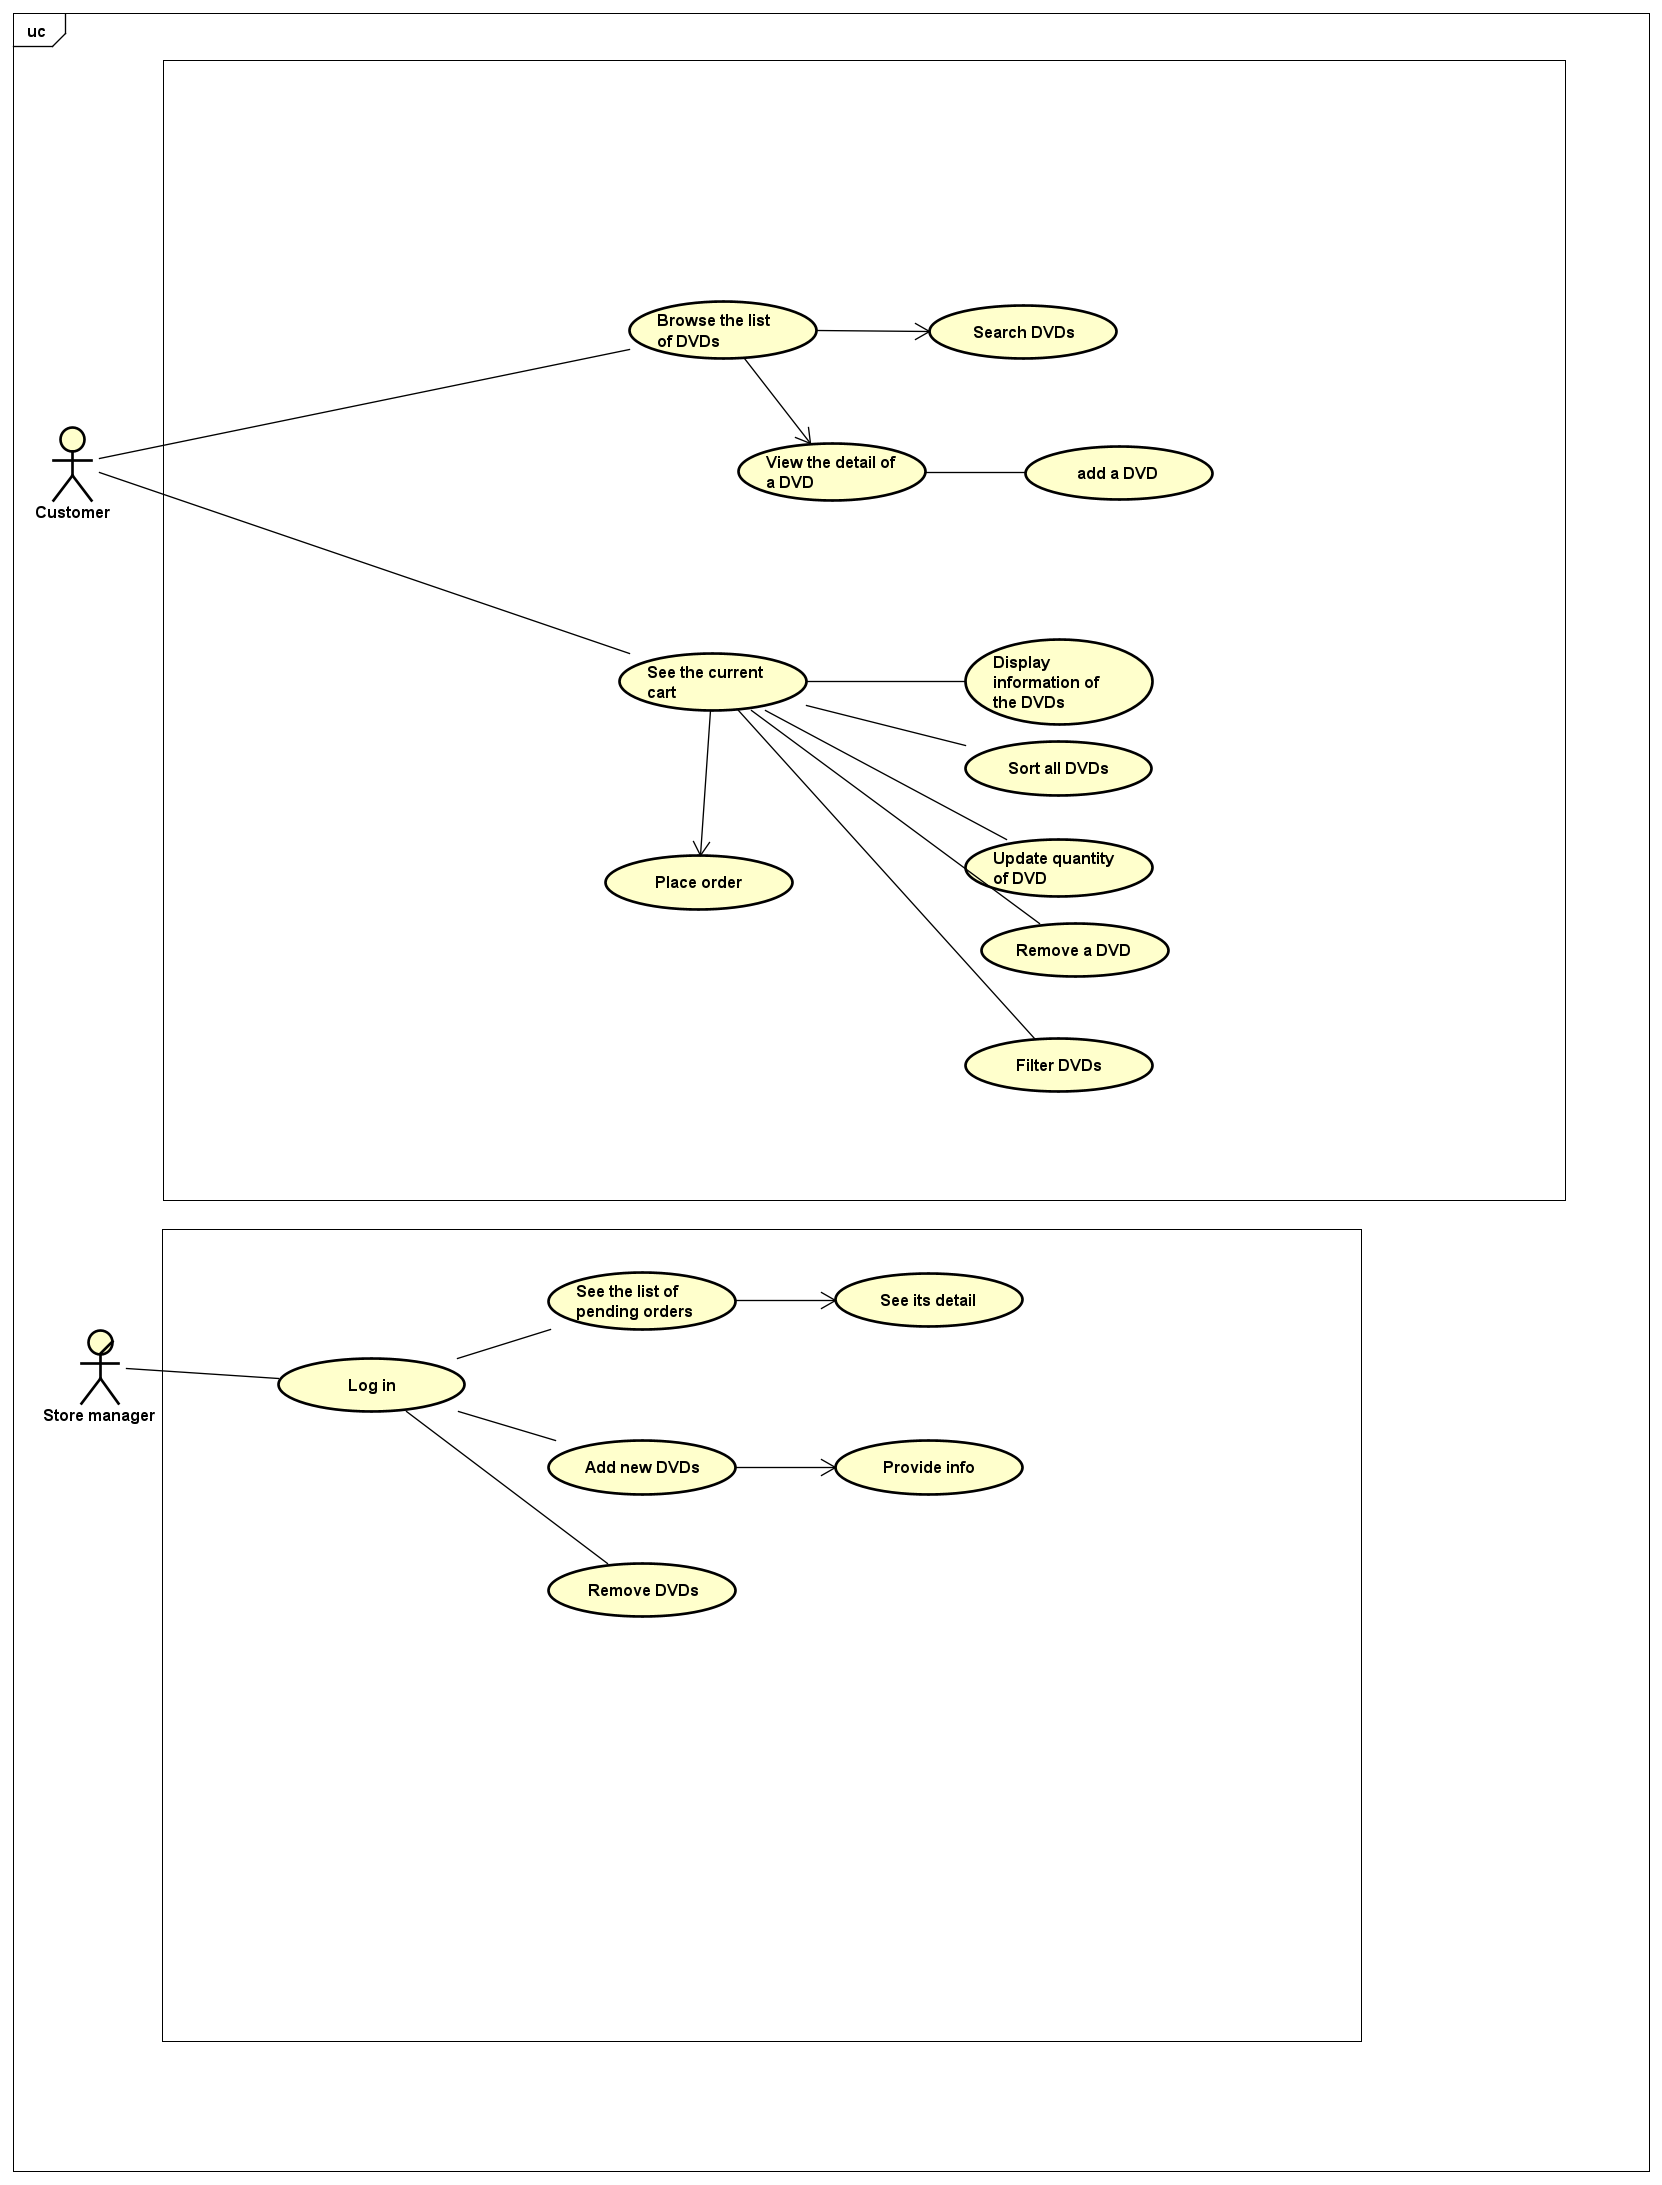 uc
Browse the list
of DVDs
Search DVDs
View the detail of
a DVD
add a DVD
Customer
See the current
cart
Display
information of
the DVDs
Sort all DVDs
Update quantity
of DVD
Place order
Remove a DVD
Filter DVDs
See the list of
pending orders
See its detail
Log in
Store manager
Add new DVDs
Provide info
Remove DVDs